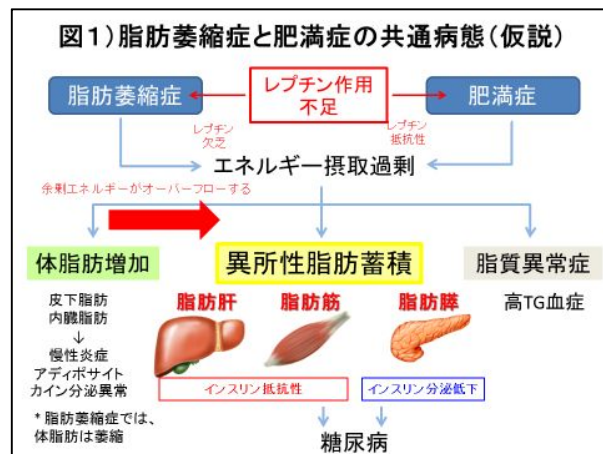 図1)脂肪萎縮症と肥満症の共通病態(仮説)
脂肪萎縮症
レプチン作用
不足
肥満症
レプチン
欠乏
レプチン
抵抗性
エネルギー摂取過剰
余剰エネルギーがオーバーフローする
体脂肪増加
異所性脂肪蓄積
脂質異常症
皮下脂肪
内臓脂肪
↓
慢性炎症
アディポサイト
カイン分泌異常
* 脂肪萎縮症では、
体脂肪は萎縮
脂肪肝
脂肪筋
脂肪膵
高TG血症
インスリン抵抗性
インスリン分泌低下
糖尿病